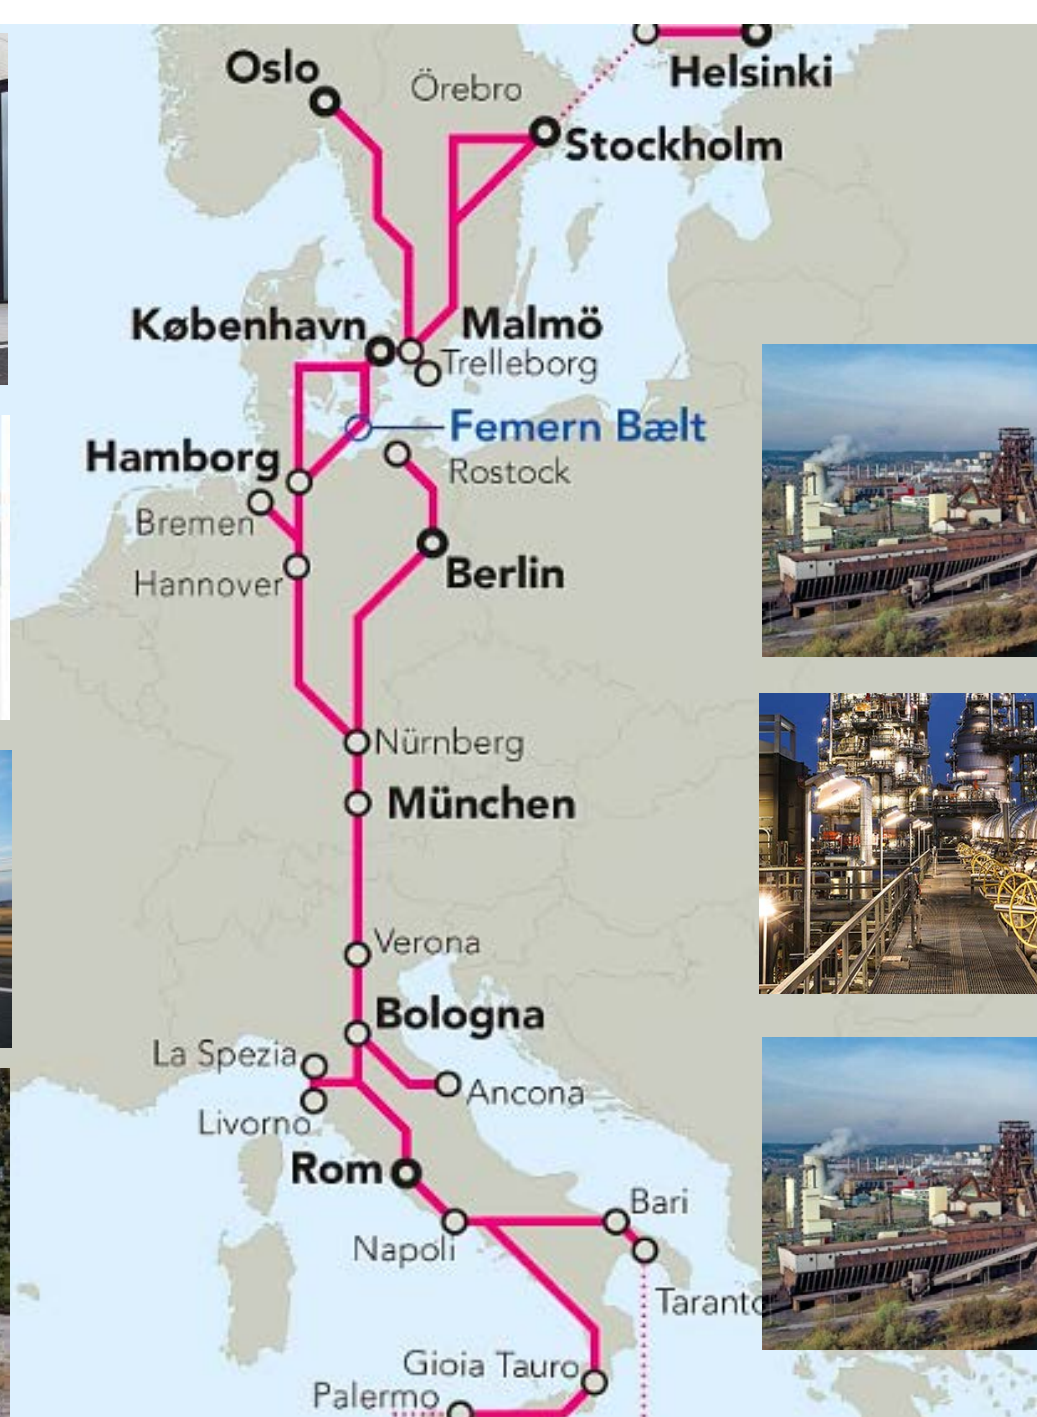 Oslo
Örebro
Helsinki
Stockholm
København
Malmö
Trelleborg
Femern Bælt
Hamborg
Rostock
Bremen
Hannover
Berlin
Nürnberg
München
Verona
Bologna
La Spezia
Ancona
Livorno
Rom
Bari
Napoli
Taranto
Gioia Tauro
Palermo